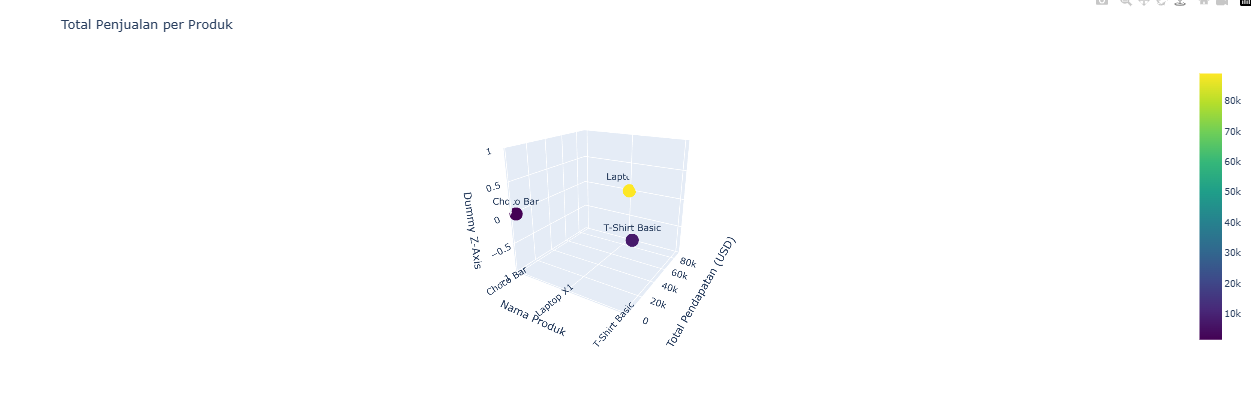 Total Penjualan per Produk
80k
70k
60k
50k
40k
30k
20k
10k
1
0.5
0
−0.5
−1
Dummy Z-Axis
Choco Bar
Lapto
T-Shirt Basic
Choco Bar
Laptop X1
T-Shirt Basic
Nama Produk
80k
60k
40k
20k
0
Total Pendapatan (USD)